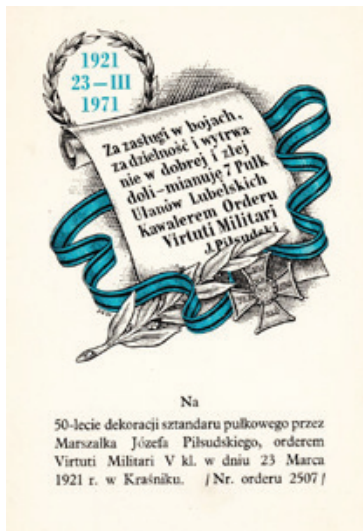 1921
23–III
1971
Za zasługi w bojach,
za dzielność i wytrwa-
nie w dobrej i złej
doli–mianuję 7 Pułk
Ułanów Lubelskich
Kawalerem Orderu
Virtuti Militari
J. Piłsudski
Na
50-lecie dekoracji sztandaru pułkowego przez
Marszałka Józefa Piłsudskiego, orderem
Virtuti Militari V kl. w dniu 23 Marca
1921 r. w Kraśniku. /Nr. orderu 2507/